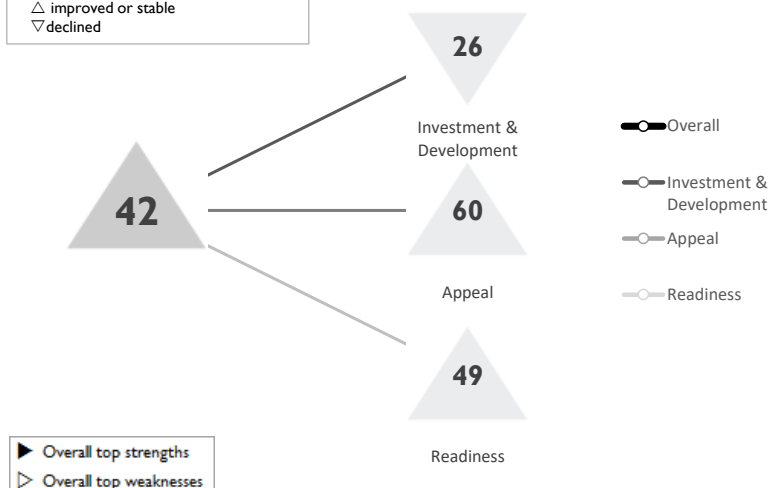 △ improved or stable
▽ declined
26
Investment &
Development
42
60
Appeal
49
Readiness
Overall
Investment &
Development
Appeal
Readiness
▶ Overall top strengths
▷ Overall top weaknesses